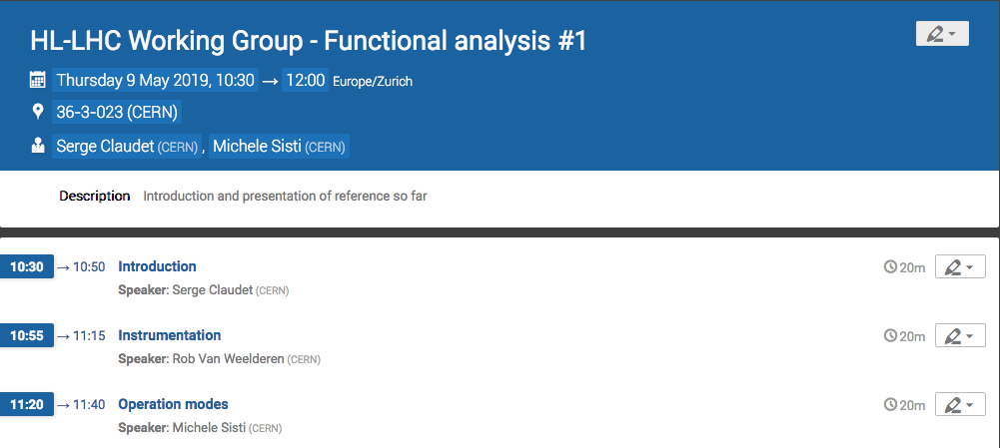 HL-LHC Working Group - Functional analysis #1
Thursday 9 May 2019, 10:30 → 12:00 Europe/Zurich
36-3-023 (CERN)
Serge Claudet (CERN) , Michele Sisti (CERN)
Description Introduction and presentation of reference so far
10:30 → 10:50 Introduction 20m
Speaker: Serge Claudet (CERN)
10:55 → 11:15 Instrumentation 20m
Speaker: Rob Van Weelderen (CERN)
11:20 → 11:40 Operation modes 20m
Speaker: Michele Sisti (CERN)